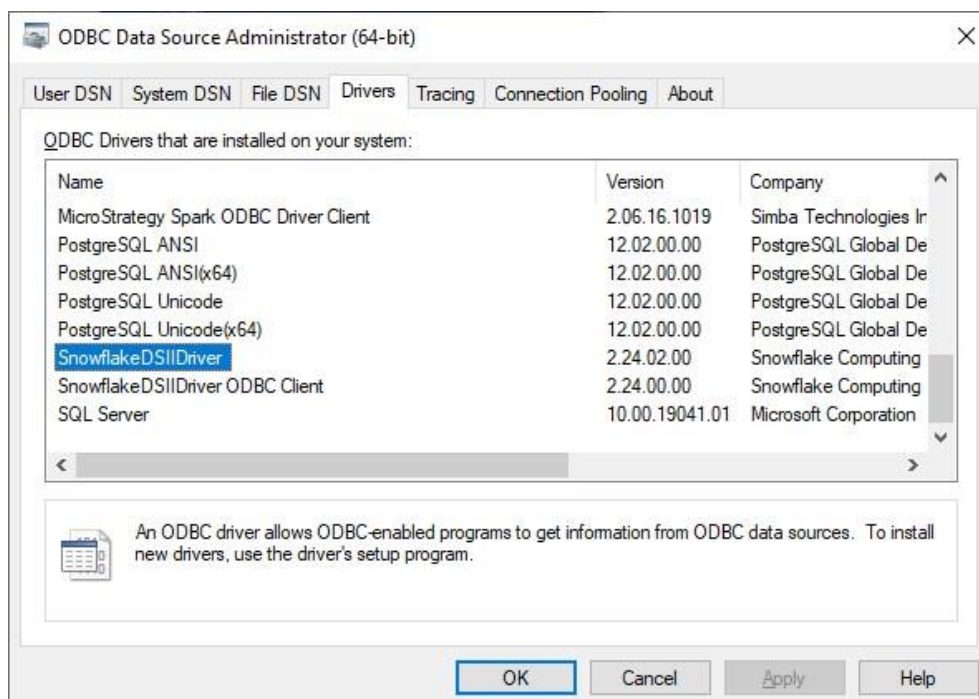 ODBC Data Source Administrator (64-bit)
User DSN System DSN File DSN Drivers Tracing Connection Pooling About
ODBC Drivers that are installed on your system:
Name Version Company
MicroStrategy Spark ODBC Driver Client 2.06.16.1019 Simba Technologies In
PostgreSQL ANSI 12.02.00.00 PostgreSQL Global De
PostgreSQL ANSI(x64) 12.02.00.00 PostgreSQL Global De
PostgreSQL Unicode 12.02.00.00 PostgreSQL Global De
PostgreSQL Unicode(x64) 12.02.00.00 PostgreSQL Global De
SnowflakeDSIIDriver 2.24.02.00 Snowflake Computing
SnowflakeDSIIDriver ODBC Client 2.24.00.00 Snowflake Computing
SQL Server 10.00.19041.01 Microsoft Corporation
An ODBC driver allows ODBC-enabled programs to get information from ODBC data sources. To install
new drivers, use the driver's setup program.
OK Cancel Apply Help